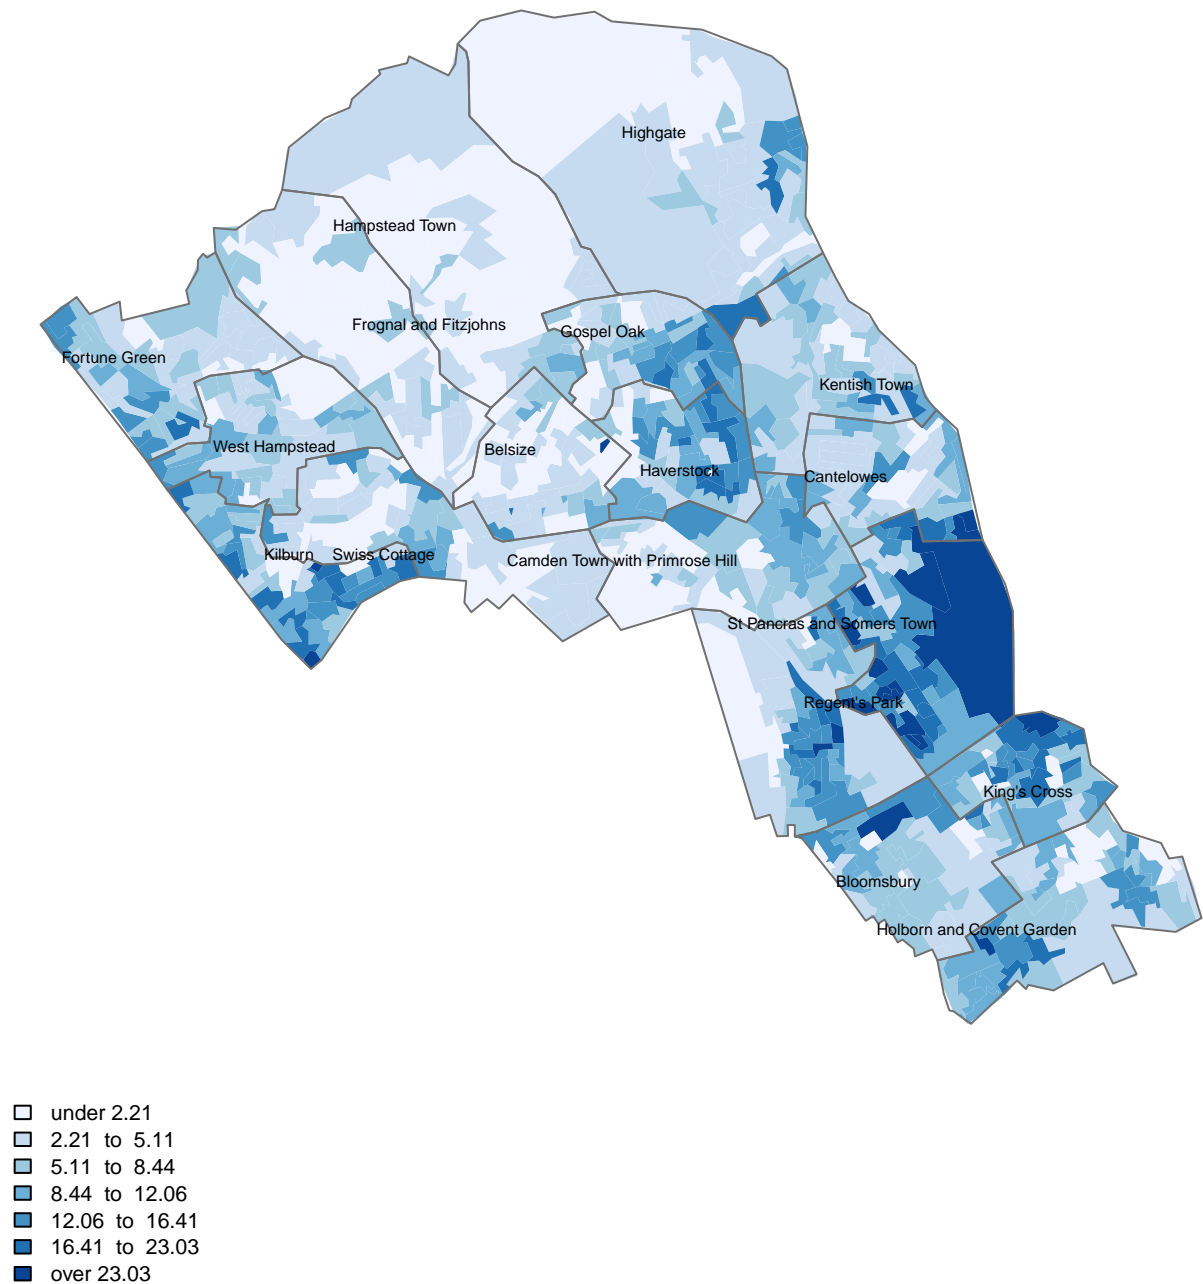 Highgate
Hampstead Town
Frognal and Fitzjohns
Gospel Oak
Fortune Green
Kentish Town
West Hampstead
Belsize
Haverstock
Cantelowes
Kilburn
Swiss Cottage
Camden Town with Primrose Hill
St Pancras and Somers Town
Regent's Park
King's Cross
Bloomsbury
Holborn and Covent Garden
under 2.21
2.21 to 5.11
5.11 to 8.44
8.44 to 12.06
12.06 to 16.41
16.41 to 23.03
over 23.03